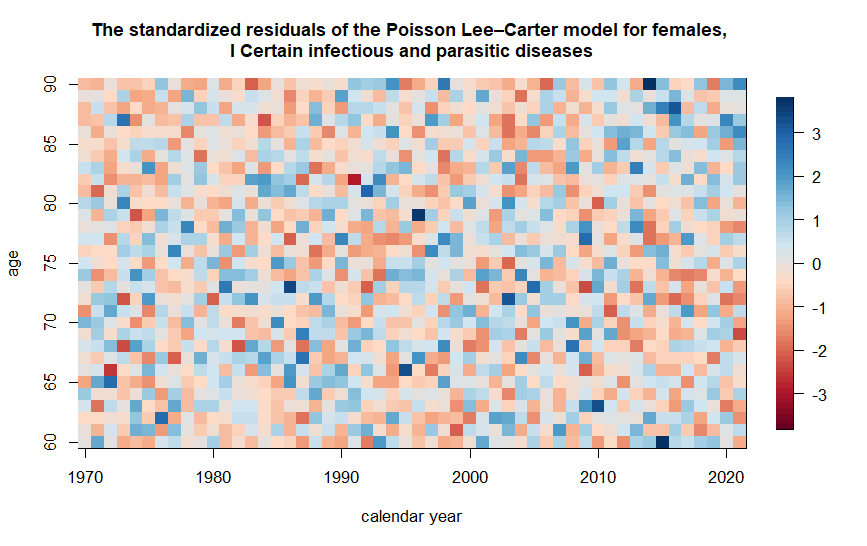 The standardized residuals of the Poisson Lee–Carter model for females,
I Certain infectious and parasitic diseases
90
85
80
75
70
65
60
age
1970 1980 1990 2000 2010 2020
calendar year
3
2
1
0
-1
-2
-3